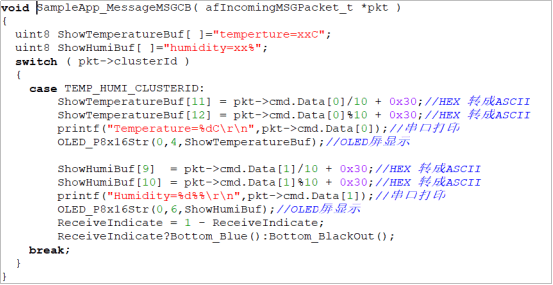 void SampleApp_MessageMSGCB( afIncomingMSGPacket_t *pkt )
{
  uint8 ShowTemperatureBuf[ ]="temperture=xxC";
  uint8 ShowHumiBuf[ ]="humidity=xx%";
  switch ( pkt->clusterId )
  {
    case TEMP_HUMI_CLUSTERID:
        ShowTemperatureBuf[11] = pkt->cmd.Data[0]/10 + 0x30;//HEX 转成ASCII
        ShowTemperatureBuf[12] = pkt->cmd.Data[0]%10 + 0x30;//HEX 转成ASCII
        printf("Temperature=%dC\r\n",pkt->cmd.Data[0]);//串口打印
        OLED_P8x16Str(0,4,ShowTemperatureBuf);//OLED屏显示

        ShowHumiBuf[9]  = pkt->cmd.Data[1]/10 + 0x30;//HEX 转成ASCII
        ShowHumiBuf[10] = pkt->cmd.Data[1]%10 + 0x30;//HEX 转成ASCII
        printf("Humidity=%d%%\r\n",pkt->cmd.Data[1]);//串口打印
        OLED_P8x16Str(0,6,ShowHumiBuf);//OLED屏显示
        ReceiveIndicate = 1 - ReceiveIndicate;
        ReceiveIndicate?Bottom_Blue():Bottom_BlackOut();
    break;
  }
}